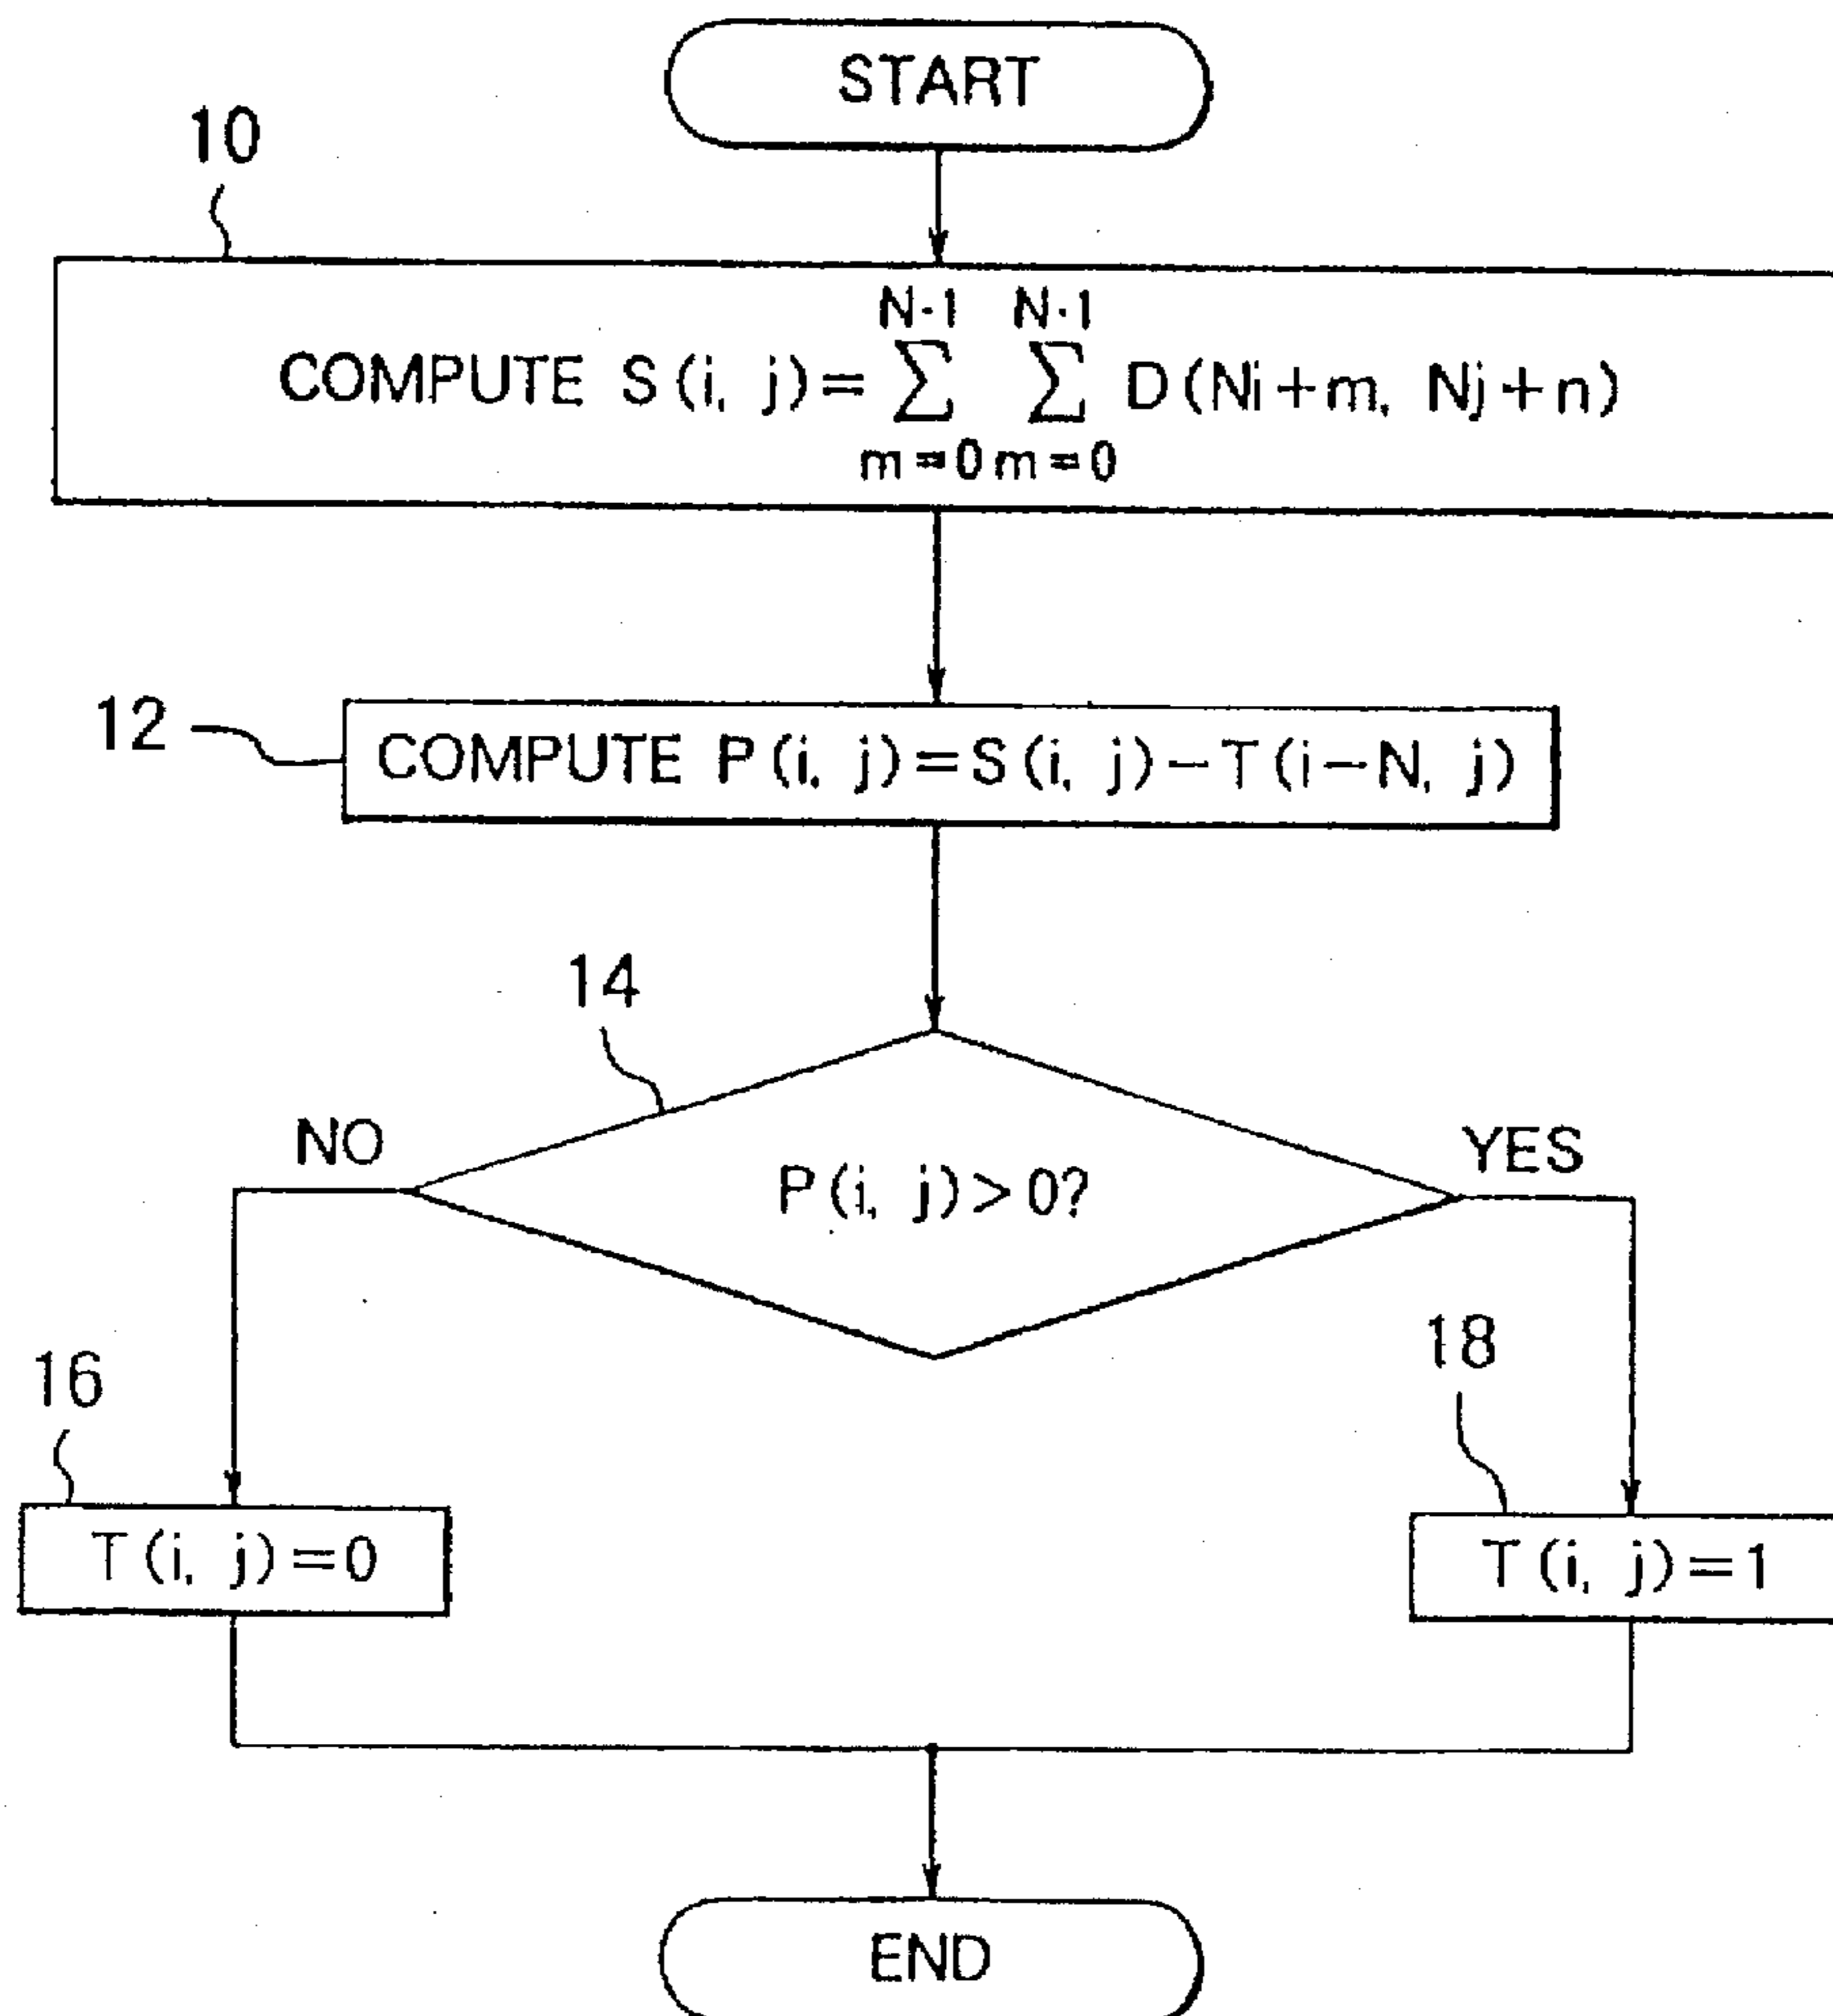 START
10
N-1 N-1
COMPUTE S(i, j)=Σ Σ D(Ni+m, Nj+n)
m=0 m=0
12
COMPUTE P(i, j)=S(i, j)-T(i-N, j)
14
NO
YES
P(i, j)>0?
16
18
T(i, j)=0
T(i, j)=1
END